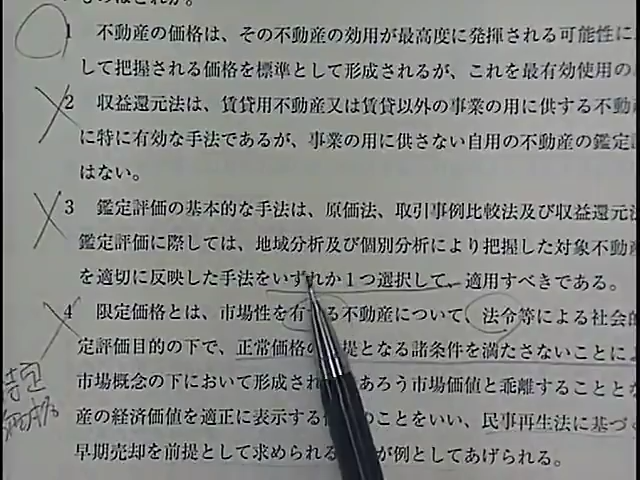 1 不動産の価格は、その不動産の効用が最高度に発揮される可能性に
して把握される価格を標準として形成されるが、これを最有効使用の
2 収益還元法は、賃貸用不動産又は賃貸以外の事業の用に供する不動
に特に有効な手法であるが、事業の用に供さない自用の不動産の鑑定
はない。
3 鑑定評価の基本的な手法は、原価法、取引事例比較法及び収益還元
鑑定評価に際しては、地域分析及び個別分析により把握した対象不動
を適切に反映した手法をいずれか1つ選択して、適用すべきである。
4 限定価格とは、市場性を有する不動産について、法令等による社会的
定評価目的の下で、正常価格の 提となる諸条件を満たさないことに
市場概念の下において形成され あろう市場価値と乖離することと
産の経済価値を適正に表示する のことをいい、民事再生法に基づ
早期売却を前提として求められる が例としてあげられる。
特定